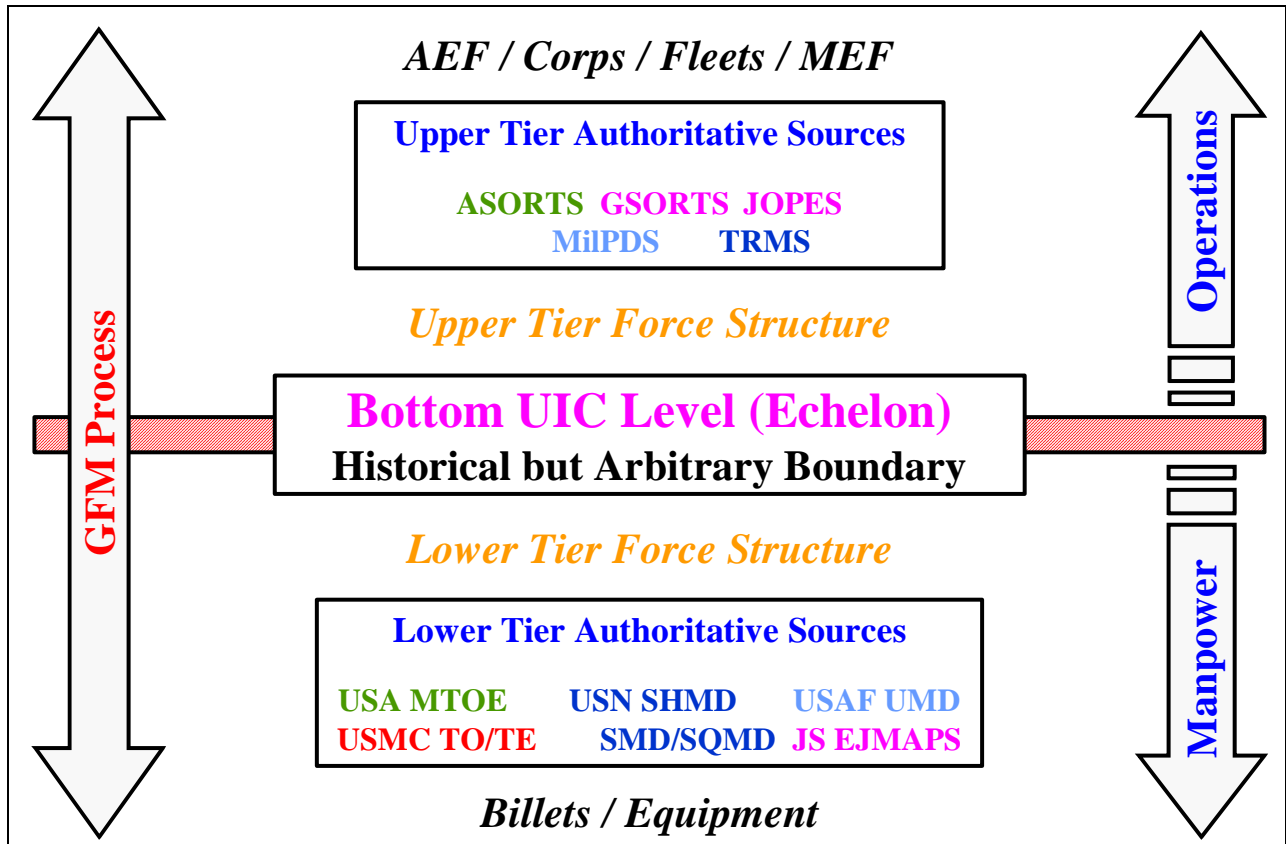 AEF / Corps / Fleets / MEF
Upper Tier Authoritative Sources
ASORTS GSORTS JOPES
MilPDS TRMS
Upper Tier Force Structure
Bottom UIC Level (Echelon)
Historical but Arbitrary Boundary
Lower Tier Force Structure
Lower Tier Authoritative Sources
USA MTOE USN SHMD USAF UMD
USMC TO/TE SMD/SQMD JS EJMAPS
Billets / Equipment
GFM Process
Operations
Manpower